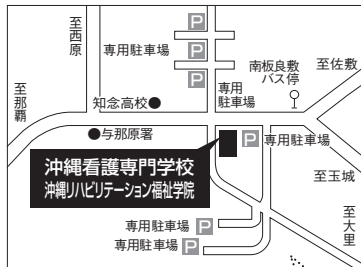 至西原
P
専用駐車場
P
P
専用
駐車場
南板良敷
バス停
至佐敷
至那覇
知念高校
与那原署
P
専用駐車場
沖縄看護専門学校
沖縄リハビリテーション福祉学院
至玉城
至大里
専用駐車場 P
専用駐車場 P